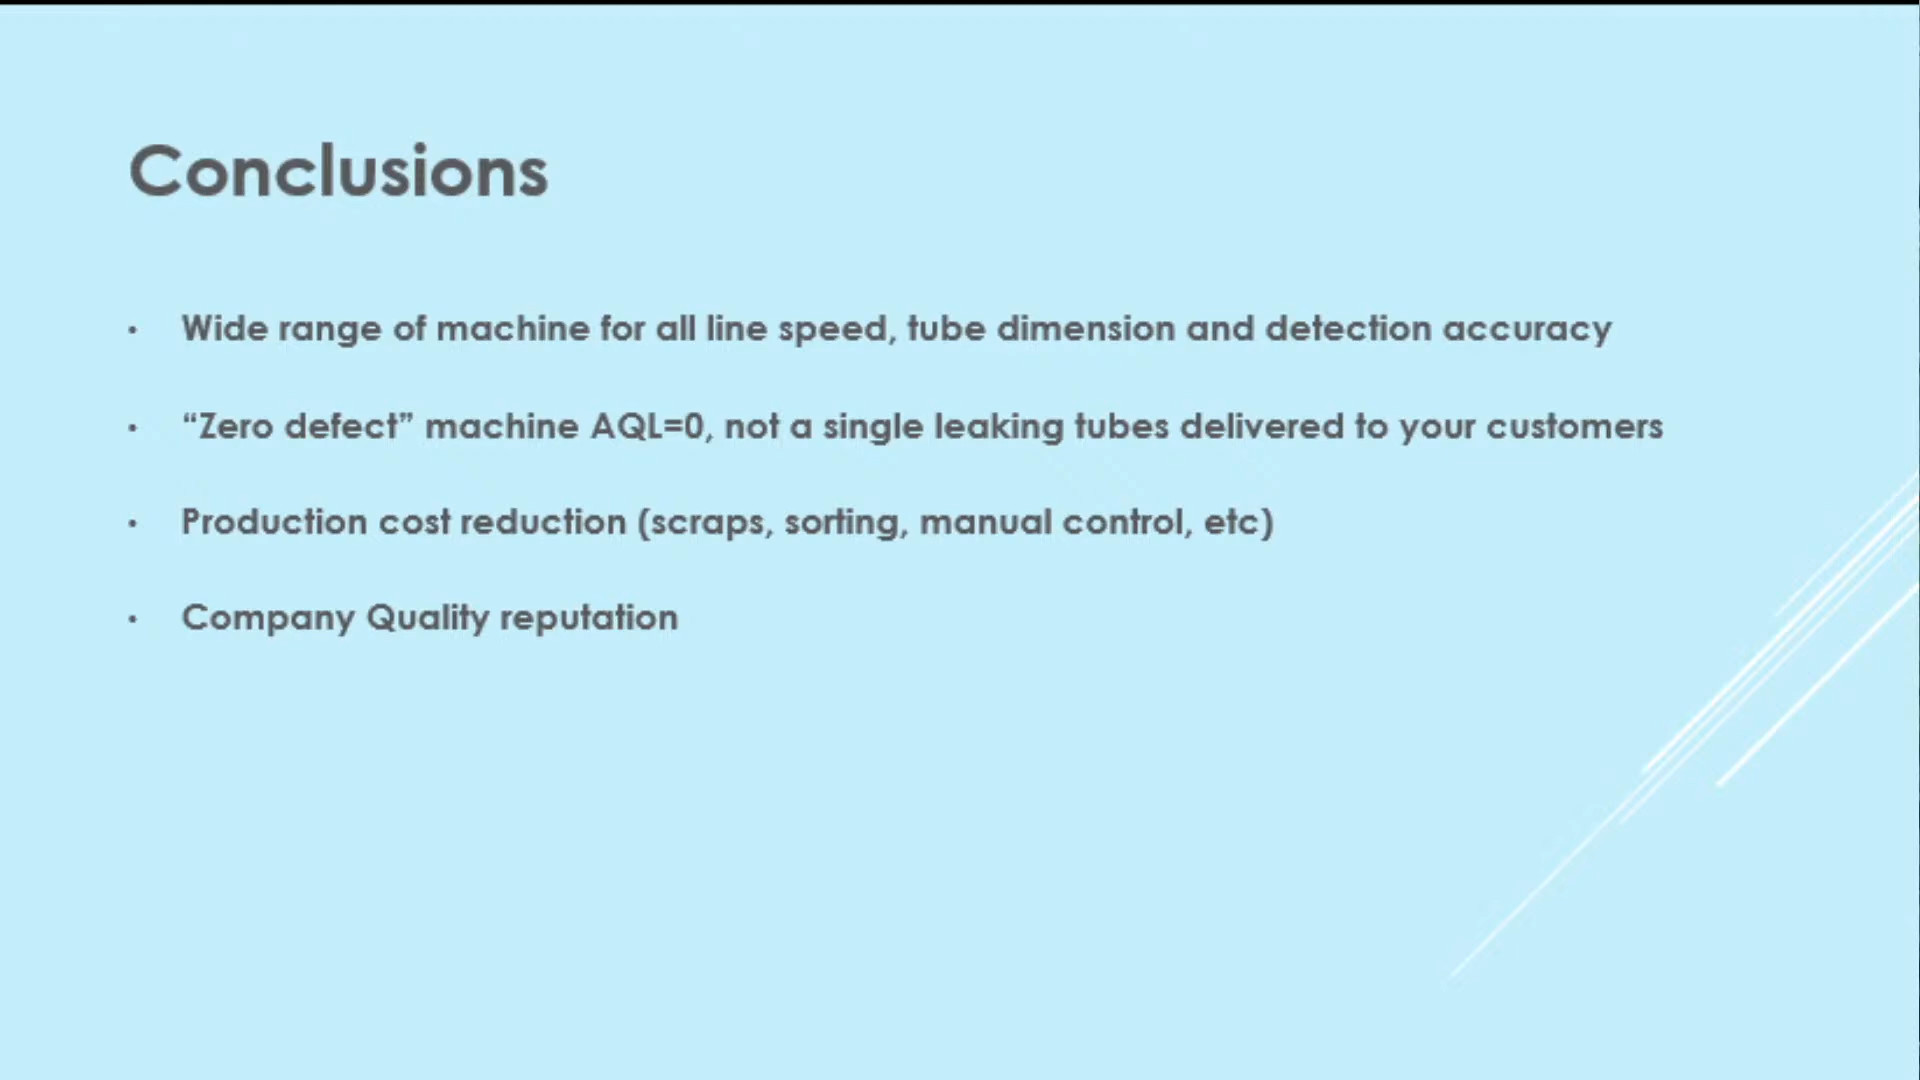 Conclusions
• Wide range of machine for all line speed, tube dimension and detection accuracy
• “Zero defect” machine AQL=0, not a single leaking tubes delivered to your customers
• Production cost reduction (scraps, sorting, manual control, etc)
• Company Quality reputation